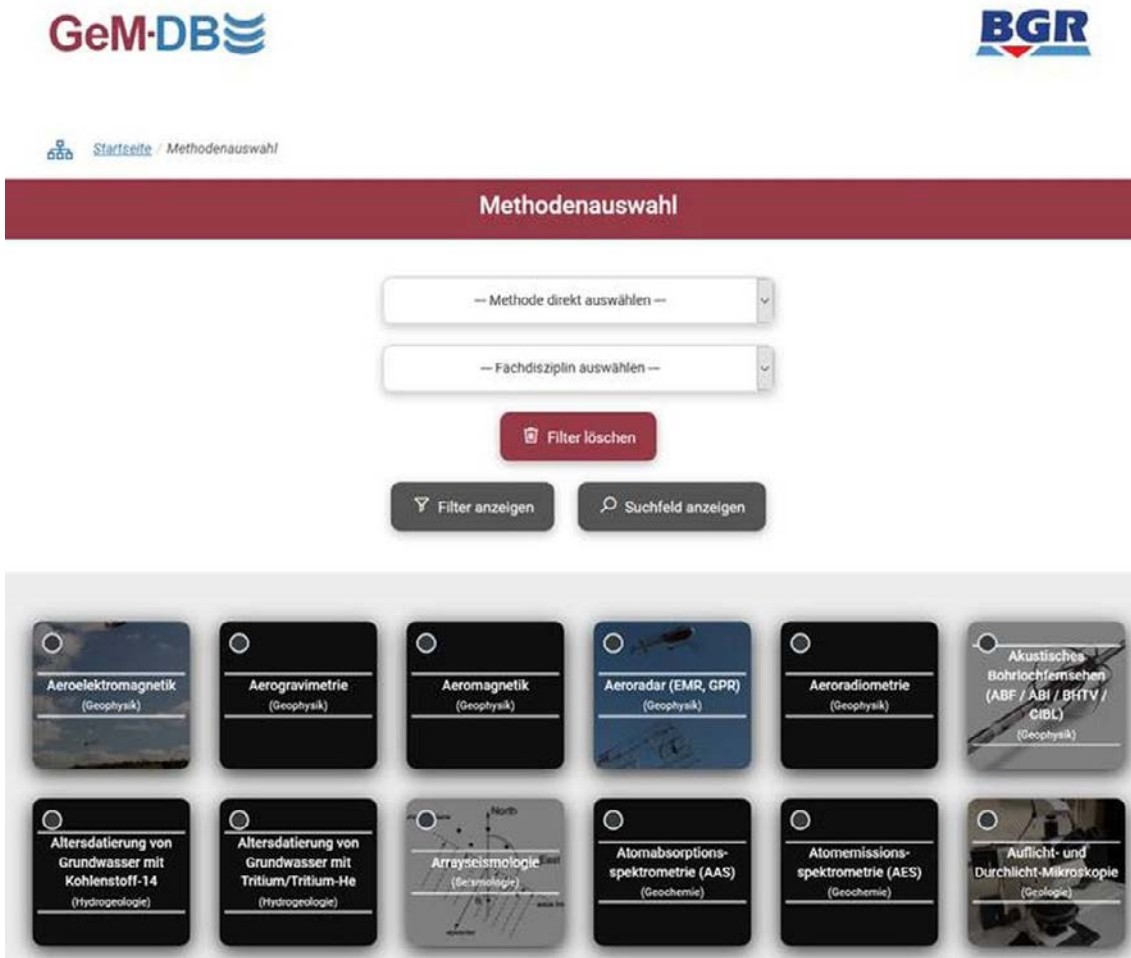 GeM·DB
BGR
Startseite / Methodenauswahl
Methodenauswahl
--- Methode direkt auswählen ---
--- Fachdisziplin auswählen ---
Filter löschen
Filter anzeigen
Suchfeld anzeigen
Aeroelektromagnetik
(Geophysik)
Aerogravimetrie
(Geophysik)
Aeromagnetik
(Geophysik)
Aeroradar (EMR, GPR)
(Geophysik)
Aeroradiometrie
(Geophysik)
Akustisches
Bohrlochfernsehen
(ABF / ABI / BHTV /
CIBL)
(Geophysik)
Altersdatierung von
Grundwasser mit
Kohlenstoff-14
(Hydrogeologie)
Altersdatierung von
Grundwasser mit
Tritium/Tritium-He
(Hydrogeologie)
North
East
Arrayseismologie
(Seismologie)
epicenter
Atomabsorptions-
spektrometrie (AAS)
(Geochemie)
Atomemissions-
spektrometrie (AES)
(Geochemie)
Auflicht- und
Durchlicht-Mikroskopie
(Geologie)